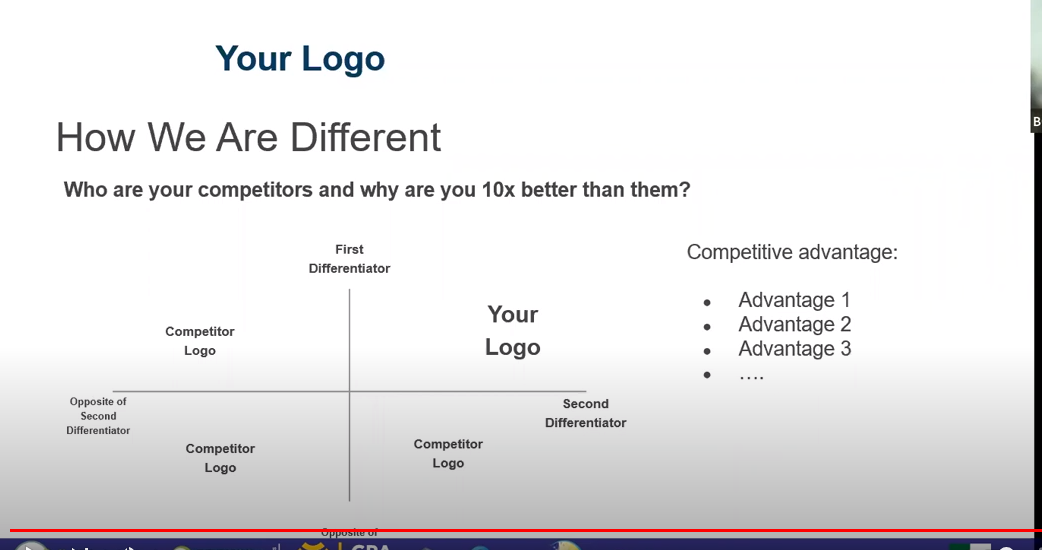 Your Logo
B
How We Are Different
Who are your competitors and why are you 10x better than them?
First
Differentiator
Competitive advantage:
Your
Logo
• Advantage 1
• Advantage 2
• Advantage 3
• ....
Competitor
Logo
Opposite of
Second
Differentiator
Second
Differentiator
Competitor
Logo
Competitor
Logo
Opposite of